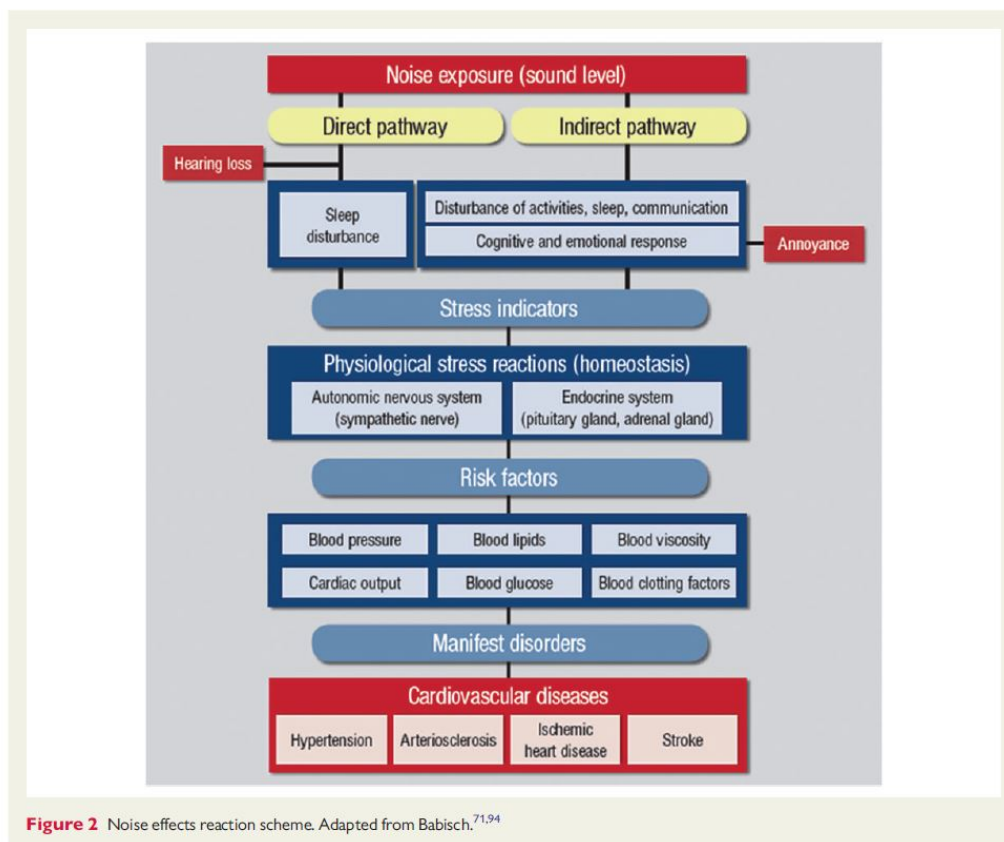 Noise exposure (sound level)
Direct pathway
Indirect pathway
Hearing loss
Sleep
disturbance
Disturbance of activities, sleep, communication
Cognitive and emotional response
Annoyance
Stress indicators
Physiological stress reactions (homeostasis)
Autonomic nervous system
(sympathetic nerve)
Endocrine system
(pituitary gland, adrenal gland)
Risk factors
Blood pressure
Blood lipids
Blood viscosity
Cardiac output
Blood glucose
Blood clotting factors
Manifest disorders
Cardiovascular diseases
Hypertension
Arteriosclerosis
Ischemic
heart disease
Stroke
Figure 2 Noise effects reaction scheme. Adapted from Babisch.71,94